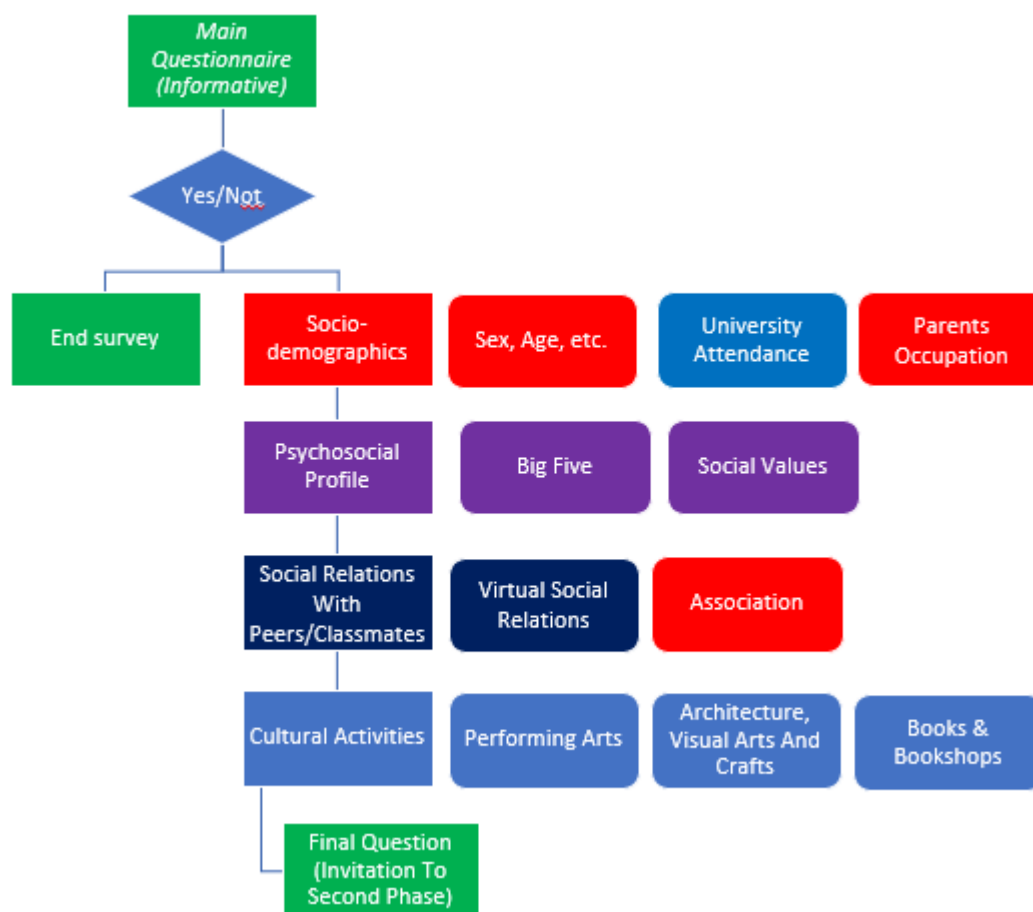 Main
Questionnaire
(Informative)
Yes/Not
End survey
Socio-
demographics
Sex, Age, etc.
University
Attendance
Parents
Occupation
Psychosocial
Profile
Big Five
Social Values
Social Relations
With
Peers/Classmates
Virtual Social
Relations
Association
Cultural Activities
Performing Arts
Architecture,
Visual Arts And
Crafts
Books &
Bookshops
Final Question
(Invitation To
Second Phase)